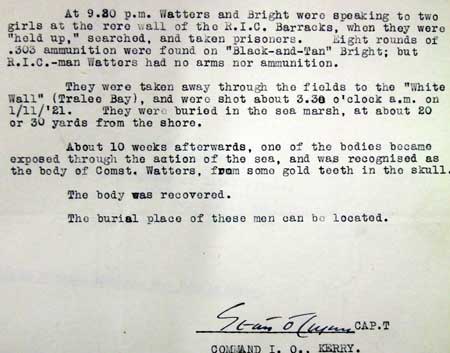 At 9.20 p.m. Watters and Bright were speaking to two
girls at the rere wall of the R.I.C. Barracks, when they were
"held up," searched, and taken prisoners. Eight rounds of
.303 ammunition were found on "Black-and-Tan" Bright; but
R.I.C.-man Watters had no arms nor ammunition.
They were taken away through the fields to the "White
Wall" (Tralee Bay), and were shot about 3.30 o'clock a.m. on
1/11/'21. They were buried in the sea marsh, at about 20
or 30 yards from the shore.
About 10 weeks afterwards, one of the bodies became
exposed through the action of the sea, and was recognised as
the body of Comst. Watters, from some gold teeth in the skull.
The body was recovered.
The burial place of these men can be located.
CAP.T
COMMAND I. O., KERRY.